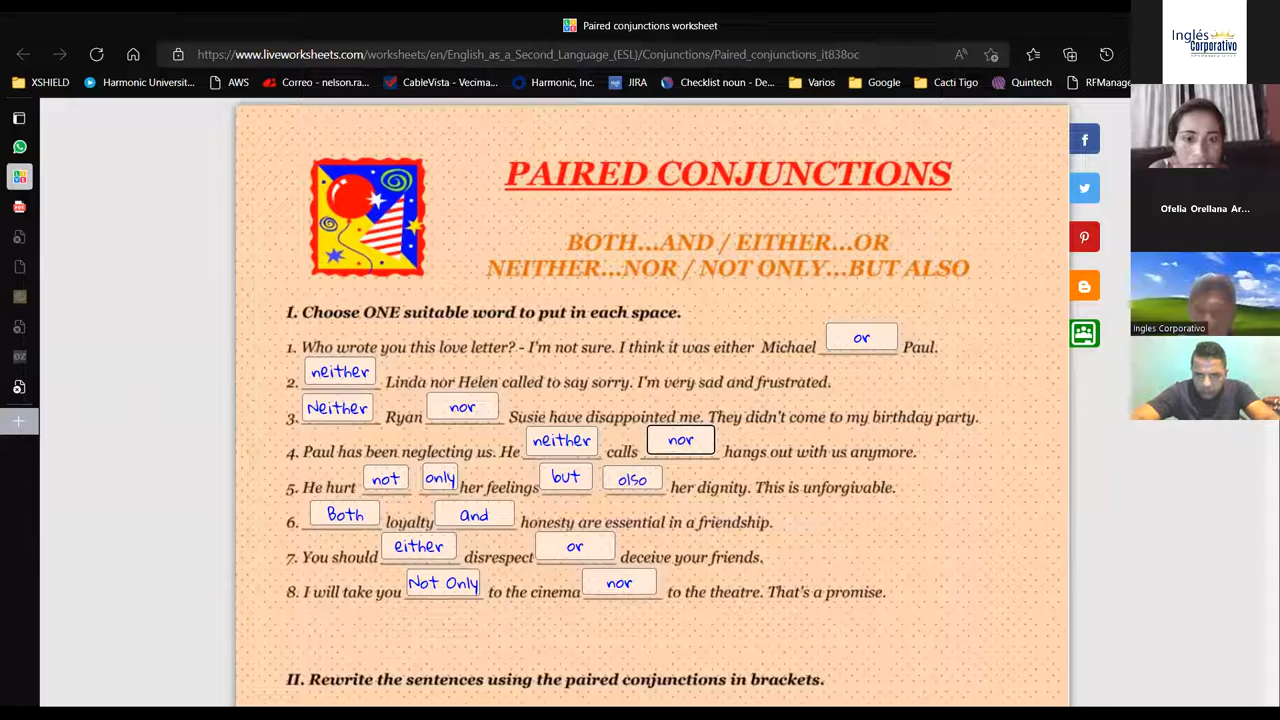 Paired conjunctions worksheet
https://www.liveworksheets.com/worksheets/en/English_as_a_Second_Language_(ESL)/Conjunctions/Paired_conjunctions_it838oc
XSHIELD Harmonic Universit... AWS Correo - nelson.ra... CableVista - Vecima... Harmonic, Inc. JIRA Checklist noun - De... Varios Google Cacti Tigo Quintech RFManage
Inglés Corporativo
PAIRED CONJUNCTIONS
BOTH...AND / EITHER...OR
NEITHER...NOR / NOT ONLY...BUT ALSO
I. Choose ONE suitable word to put in each space.
1. Who wrote you this love letter? - I'm not sure. I think it was either Michael or Paul.
2. neither Linda nor Helen called to say sorry. I'm very sad and frustrated.
3. Neither Ryan nor Susie have disappointed me. They didn't come to my birthday party.
4. Paul has been neglecting us. He neither calls nor hangs out with us anymore.
5. He hurt not only her feelings but olso her dignity. This is unforgivable.
6. Both loyalty and honesty are essential in a friendship.
7. You should either disrespect or deceive your friends.
8. I will take you Not Only to the cinema nor to the theatre. That's a promise.
II. Rewrite the sentences using the paired conjunctions in brackets.
Ofelia Orellana Ar...
Ingles Corporativo